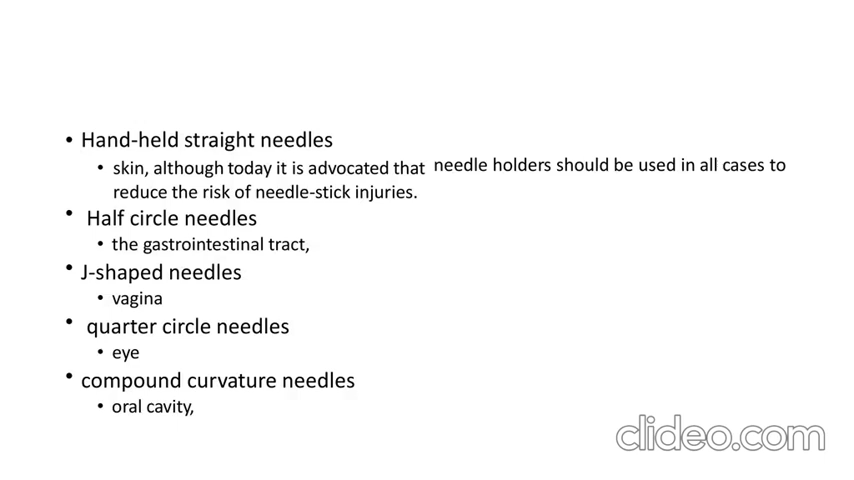 • Hand-held straight needles
• skin, although today it is advocated that needle holders should be used in all cases to
reduce the risk of needle-stick injuries.
• Half circle needles
• the gastrointestinal tract,
• J-shaped needles
• vagina
• quarter circle needles
• eye
• compound curvature needles
• oral cavity,
clideo.com